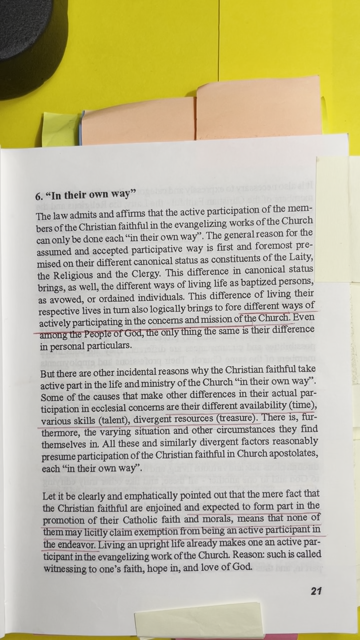 6. “In their own way”
The law admits and affirms that the active participation of the mem-
bers of the Christian faithful in the evangelizing works of the Church
can only be done each “in their own way”. The general reason for the
assumed and accepted participative way is first and foremost pre-
mised on their different canonical status as constituents of the Laity,
the Religious and the Clergy. This difference in canonical status
brings, as well, the different ways of living life as baptized persons,
as avowed, or ordained individuals. This difference of living their
respective lives in turn also logically brings to fore different ways of
actively participating in the concerns and mission of the Church. Even
among the People of God, the only thing the same is their difference
in personal particulars.
But there are other incidental reasons why the Christian faithful take
active part in the life and ministry of the Church “in their own way”.
Some of the causes that make other differences in their actual par-
ticipation in ecclesial concerns are their different availability (time),
various skills (talent), divergent resources (treasure). There is, fur-
thermore, the varying situation and other circumstances they find
themselves in. All these and similarly divergent factors reasonably
presume participation of the Christian faithful in Church apostolates,
each “in their own way”.
Let it be clearly and emphatically pointed out that the mere fact that
the Christian faithful are enjoined and expected to form part in the
promotion of their Catholic faith and morals, means that none of
them may licitly claim exemption from being an active participant in
the endeavor. Living an upright life already makes one an active par-
ticipant in the evangelizing work of the Church. Reason: such is called
witnessing to one’s faith, hope in, and love of God.
21